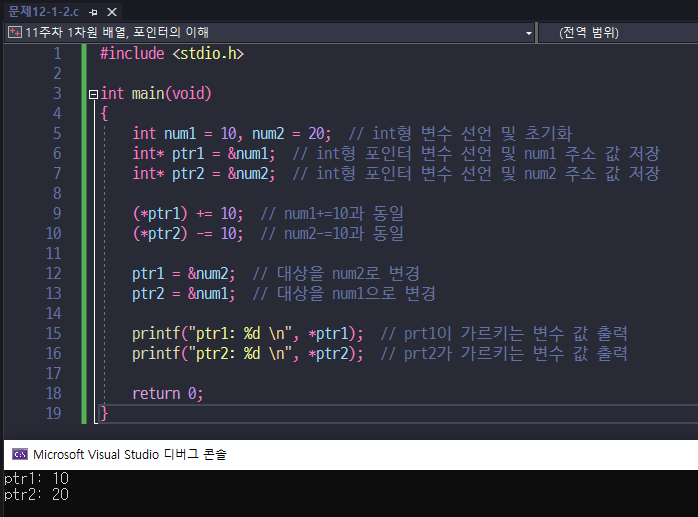 문제12-1-2.c
11주차 1차원 배열, 포인터의 이해 (전역 범위)
1 #include <stdio.h>
2
3 int main(void)
4 {
5 int num1 = 10, num2 = 20; // int형 변수 선언 및 초기화
6 int* ptr1 = &num1; // int형 포인터 변수 선언 및 num1 주소 값 저장
7 int* ptr2 = &num2; // int형 포인터 변수 선언 및 num2 주소 값 저장
8
9 (*ptr1) += 10; // num1+=10과 동일
10 (*ptr2) -= 10; // num2-=10과 동일
11
12 ptr1 = &num2; // 대상을 num2로 변경
13 ptr2 = &num1; // 대상을 num1으로 변경
14
15 printf("ptr1: %d \n", *ptr1); // prt1이 가르키는 변수 값 출력
16 printf("ptr2: %d \n", *ptr2); // prt2가 가르키는 변수 값 출력
17
18 return 0;
19 }
Microsoft Visual Studio 디버그 콘솔
ptr1: 10
ptr2: 20